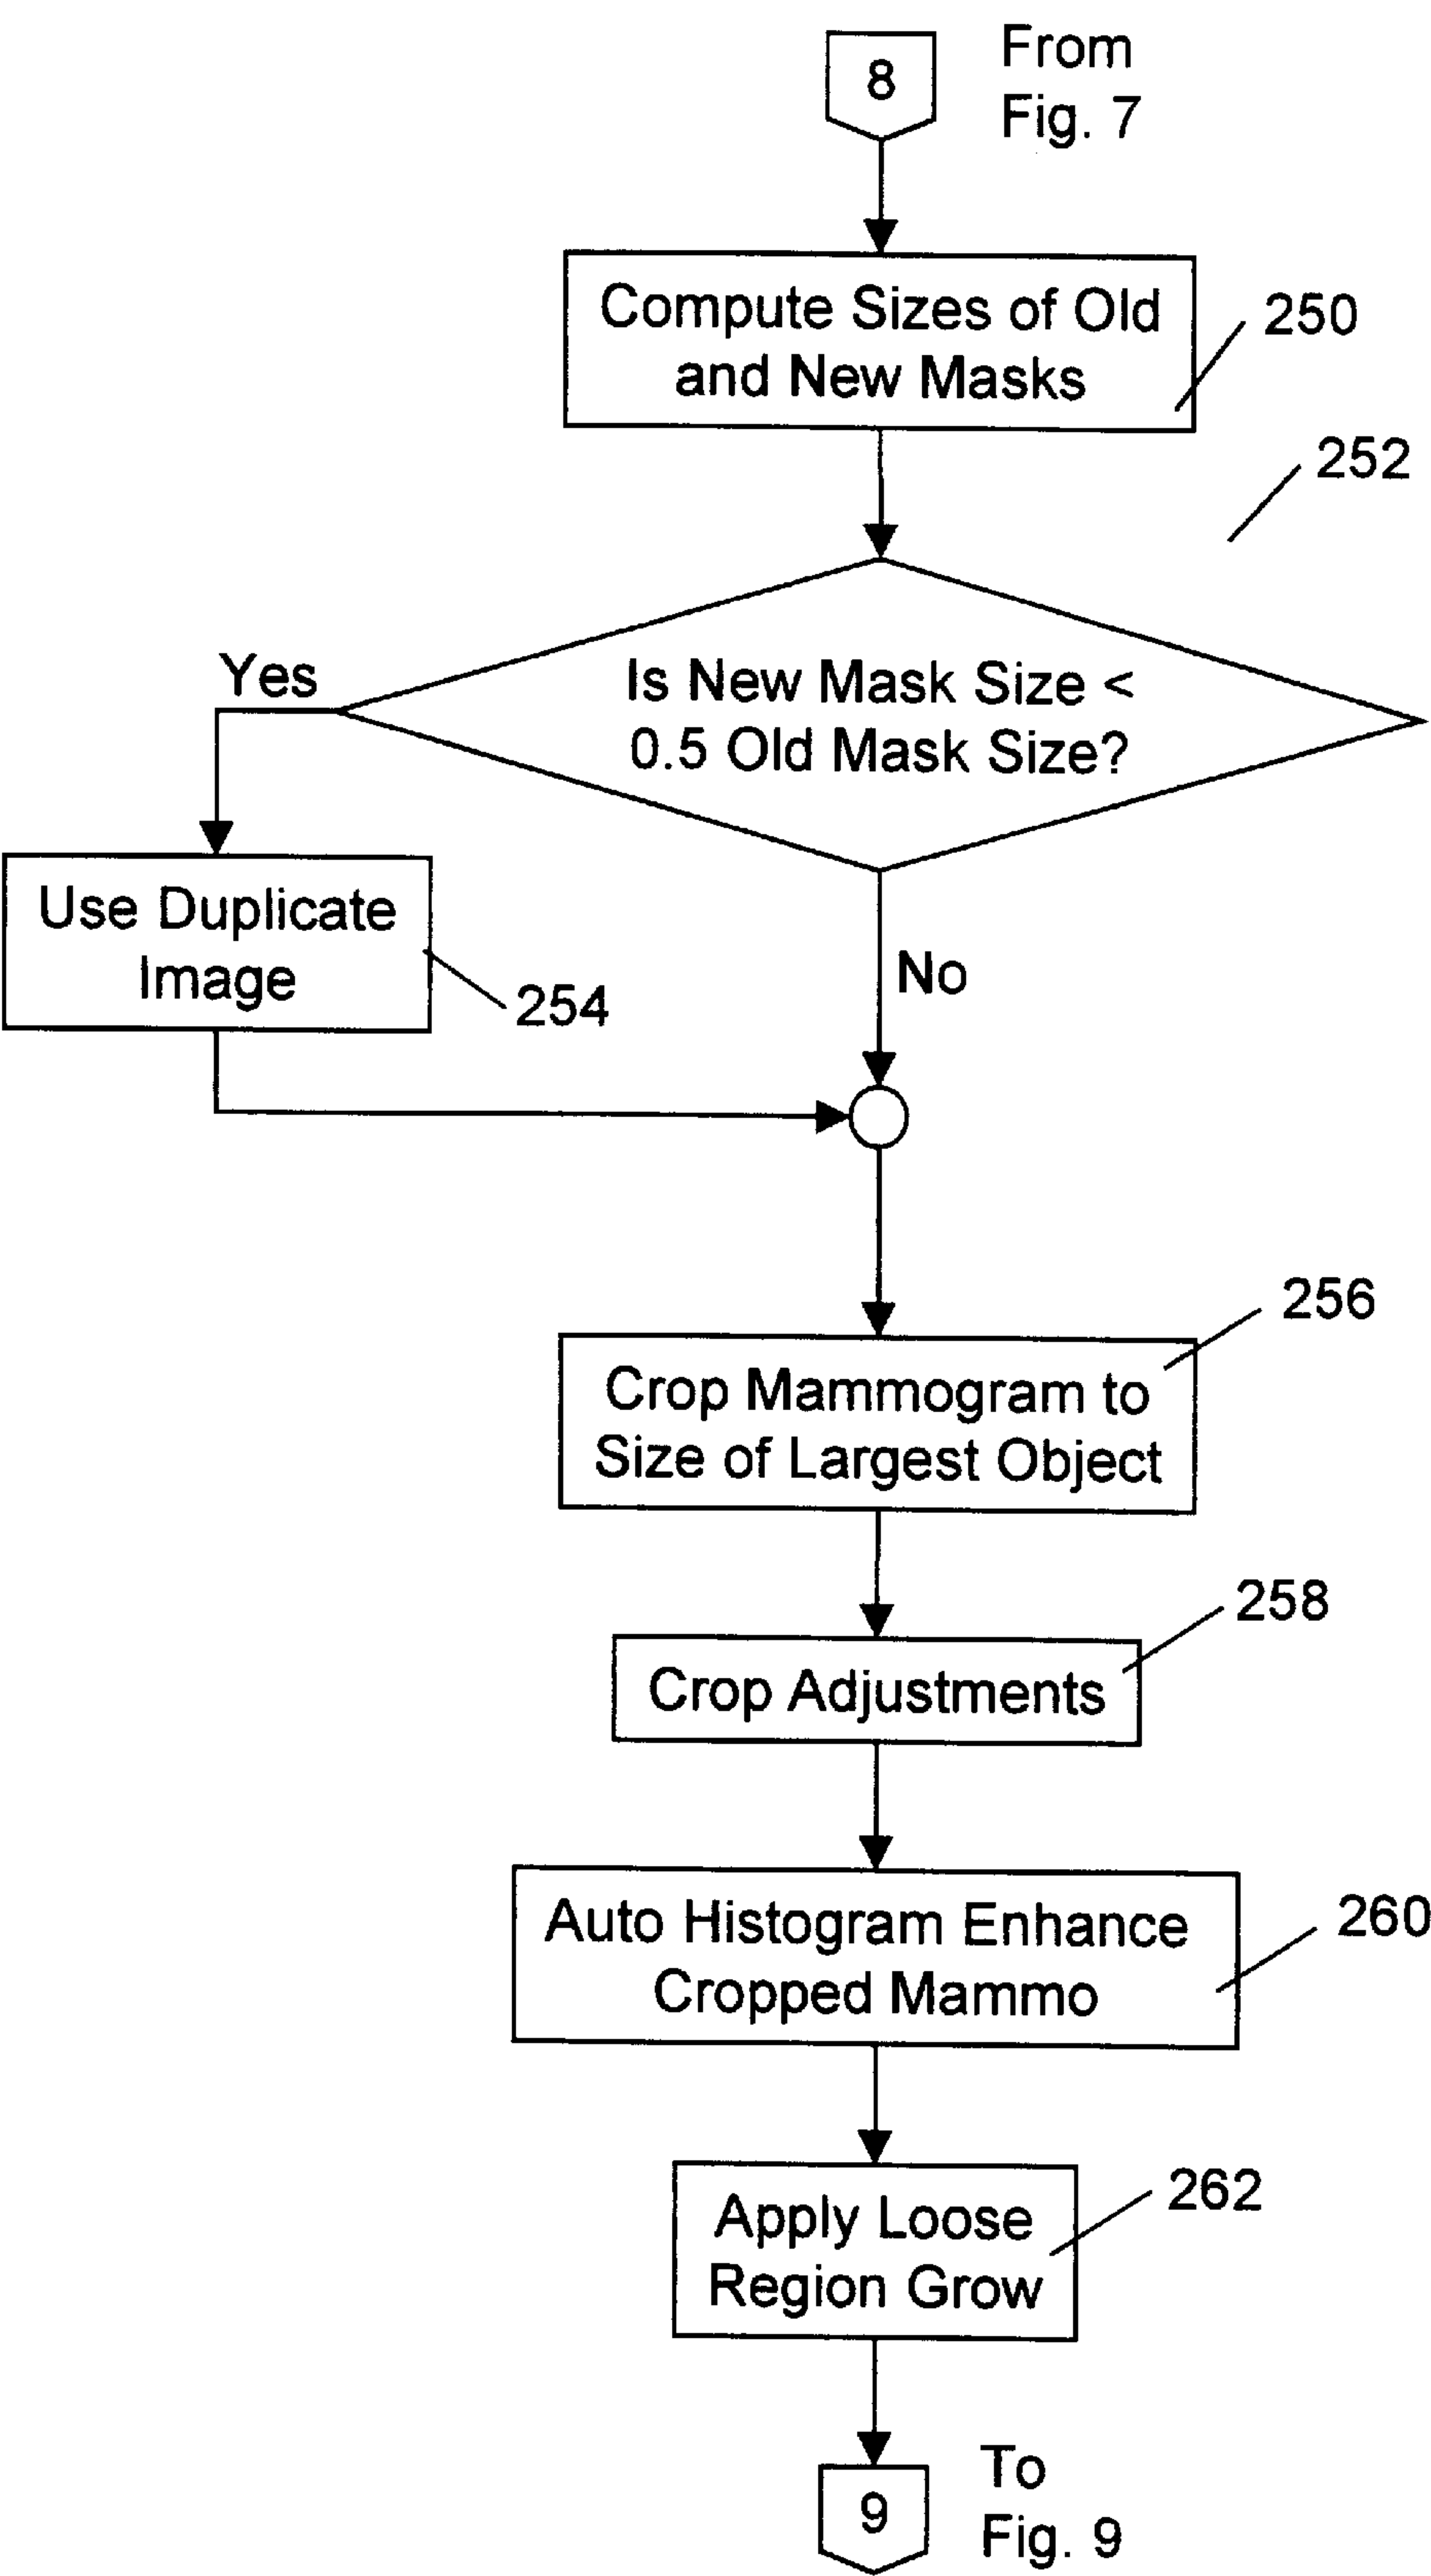 8
From
Fig. 7
Compute Sizes of Old
and New Masks
250
252
Is New Mask Size <
0.5 Old Mask Size?
Yes
Use Duplicate
Image
254
No
256
Crop Mammogram to
Size of Largest Object
258
Crop Adjustments
260
Auto Histogram Enhance
Cropped Mammo
262
Apply Loose
Region Grow
9
To
Fig. 9